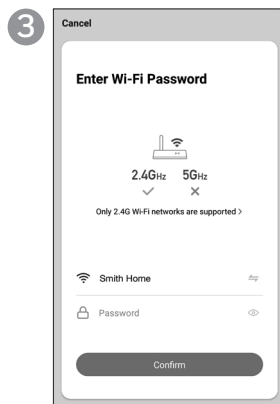 3
Cancel
Enter Wi-Fi Password
2.4GHz 5GHz
Only 2.4G Wi-Fi networks are supported >
Smith Home
Password
Confirm